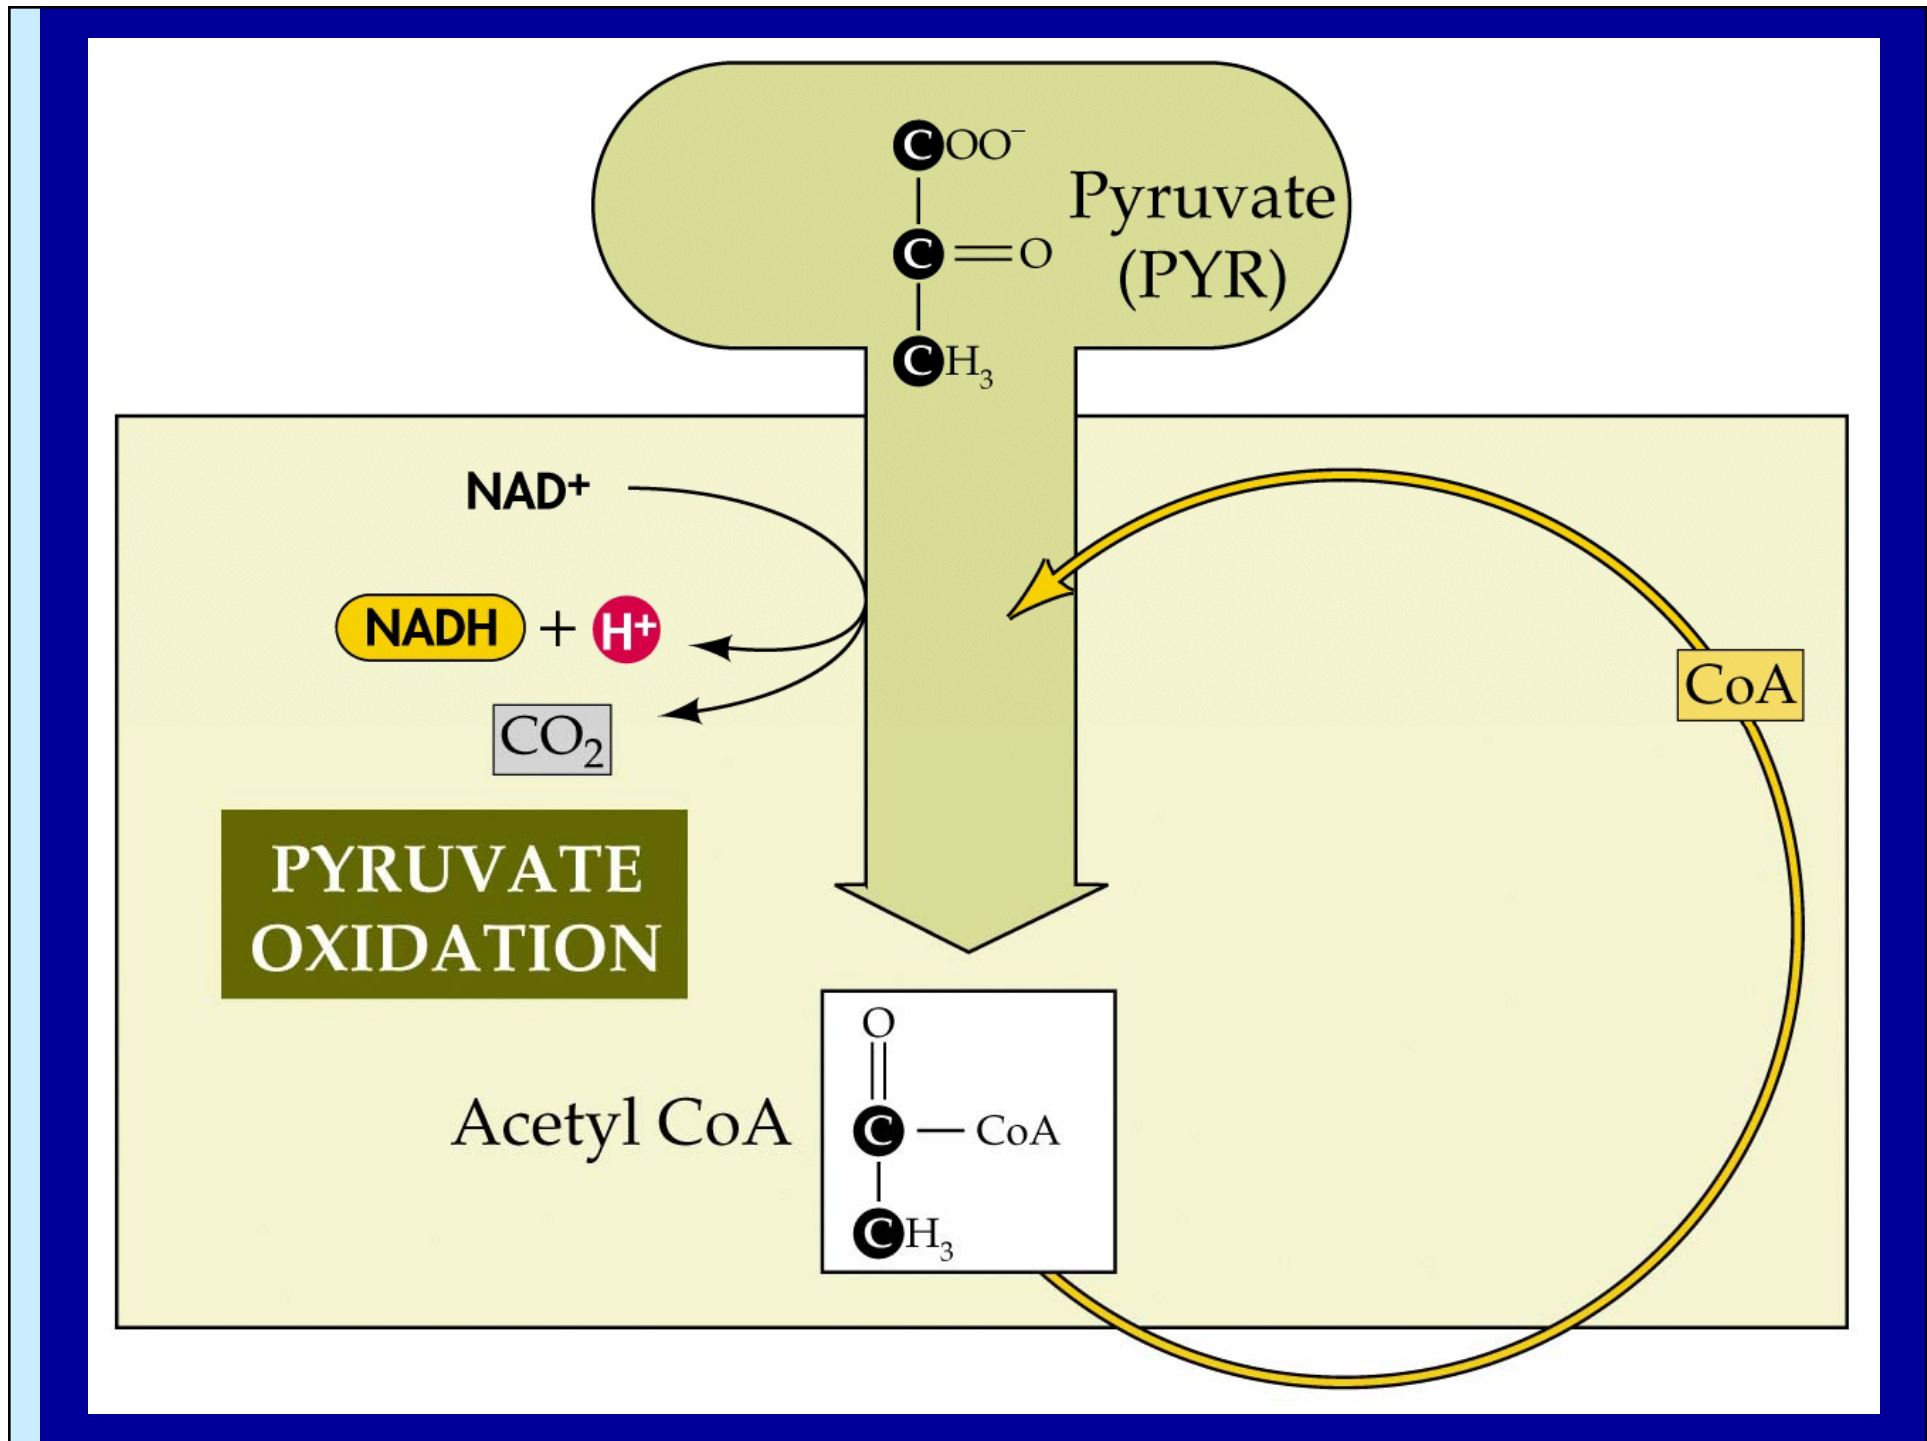 COO⁻
C=O
Pyruvate
(PYR)
CH₃
NAD⁺
NADH + H⁺
CoA
CO₂
PYRUVATE
OXIDATION
O
Acetyl CoA
C — CoA
CH₃